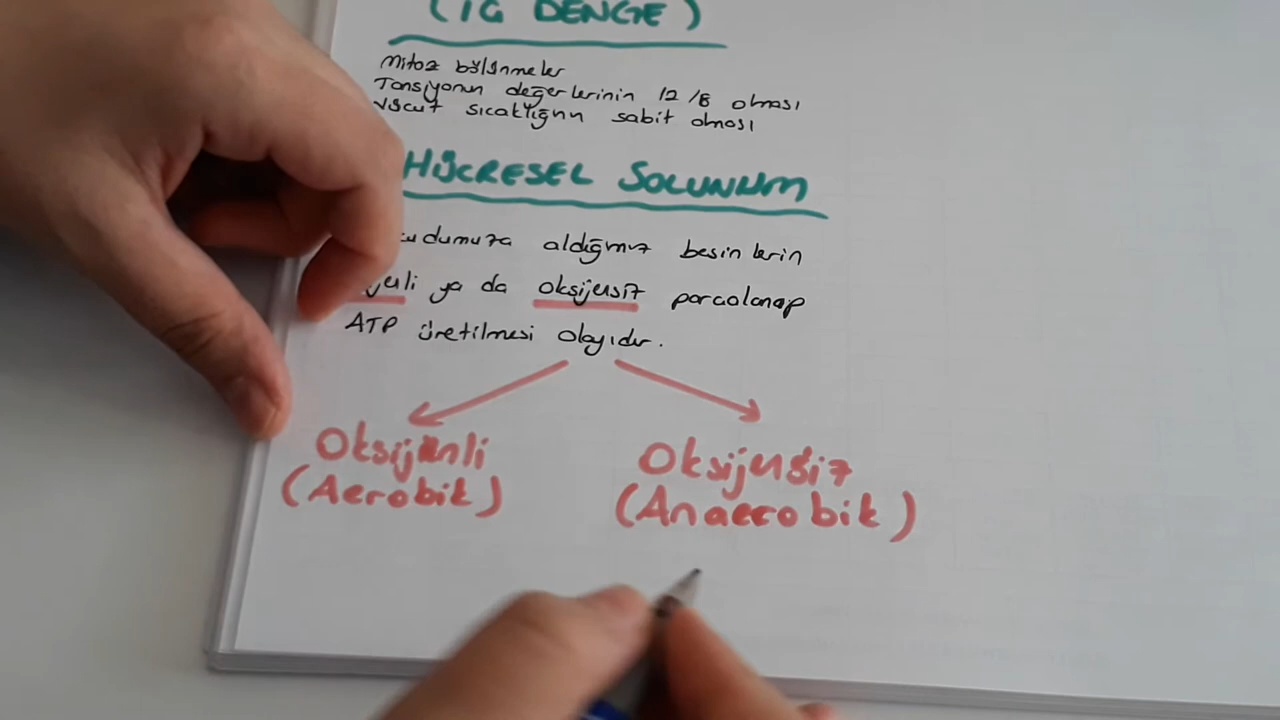 (İÇ DENGE)
Mitoz bölünmeler
Tansiyonun değerlerinin 12/8 olması
Vücut sıcaklığının sabit olması
HÜCRESEL SOLUNUM
aldığımız besinlerin
ya da oksijensiz parçalanıp
ATP üretilmesi olayıdır.
Oksijenli Oksijensiz
(Aerobik) (Anaerobik)